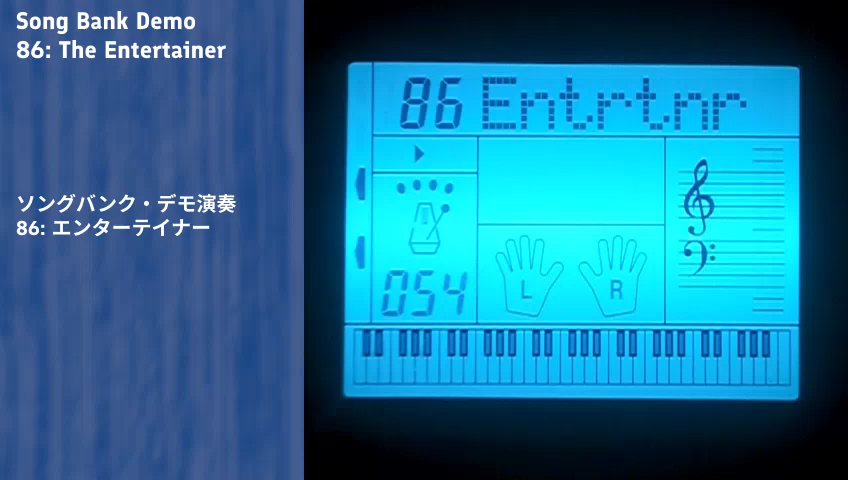 Song Bank Demo
86: The Entertainer
ソングバンク・デモ演奏
86: エンターテイナー
86 Entrtnr
054
L R